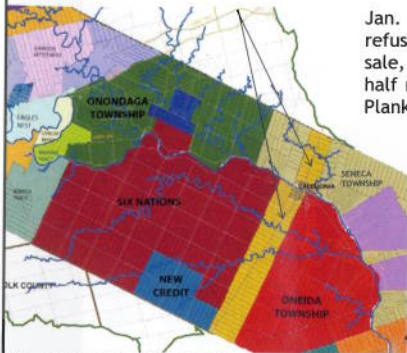 Jan.
refus
sale,
half r
Plank
ONONDAGA
TOWNSHIP
EAGLES
NEST
SENECA
TOWNSHIP
CALEDONIA
SIX NATIONS
NEW
CREDIT
OLK COUNTY
ONEIDA
TOWNSHIP